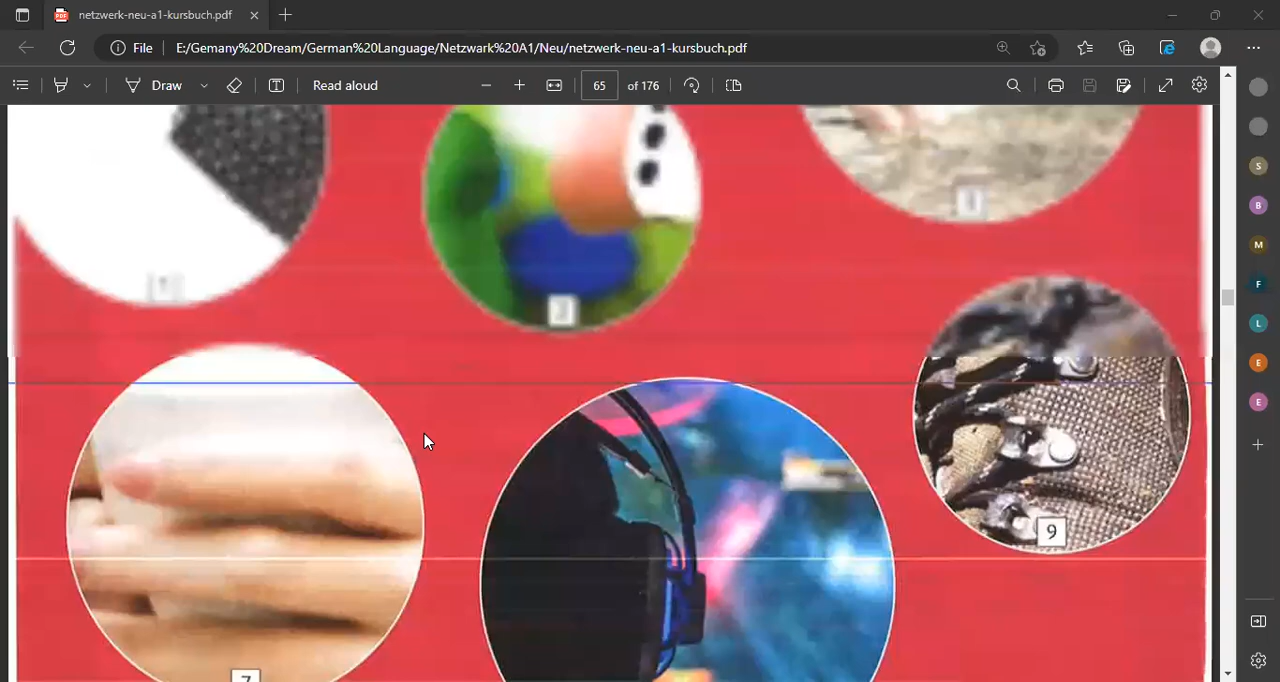 netzwerk-neu-a1-kursbuch.pdf
File
E:/Gemany%20Dream/German%20Language/Netzwark%20A1/Neu/netzwerk-neu-a1-kursbuch.pdf
Draw
Read aloud
65
of 176
S
B
M
F
L
E
E
9
7